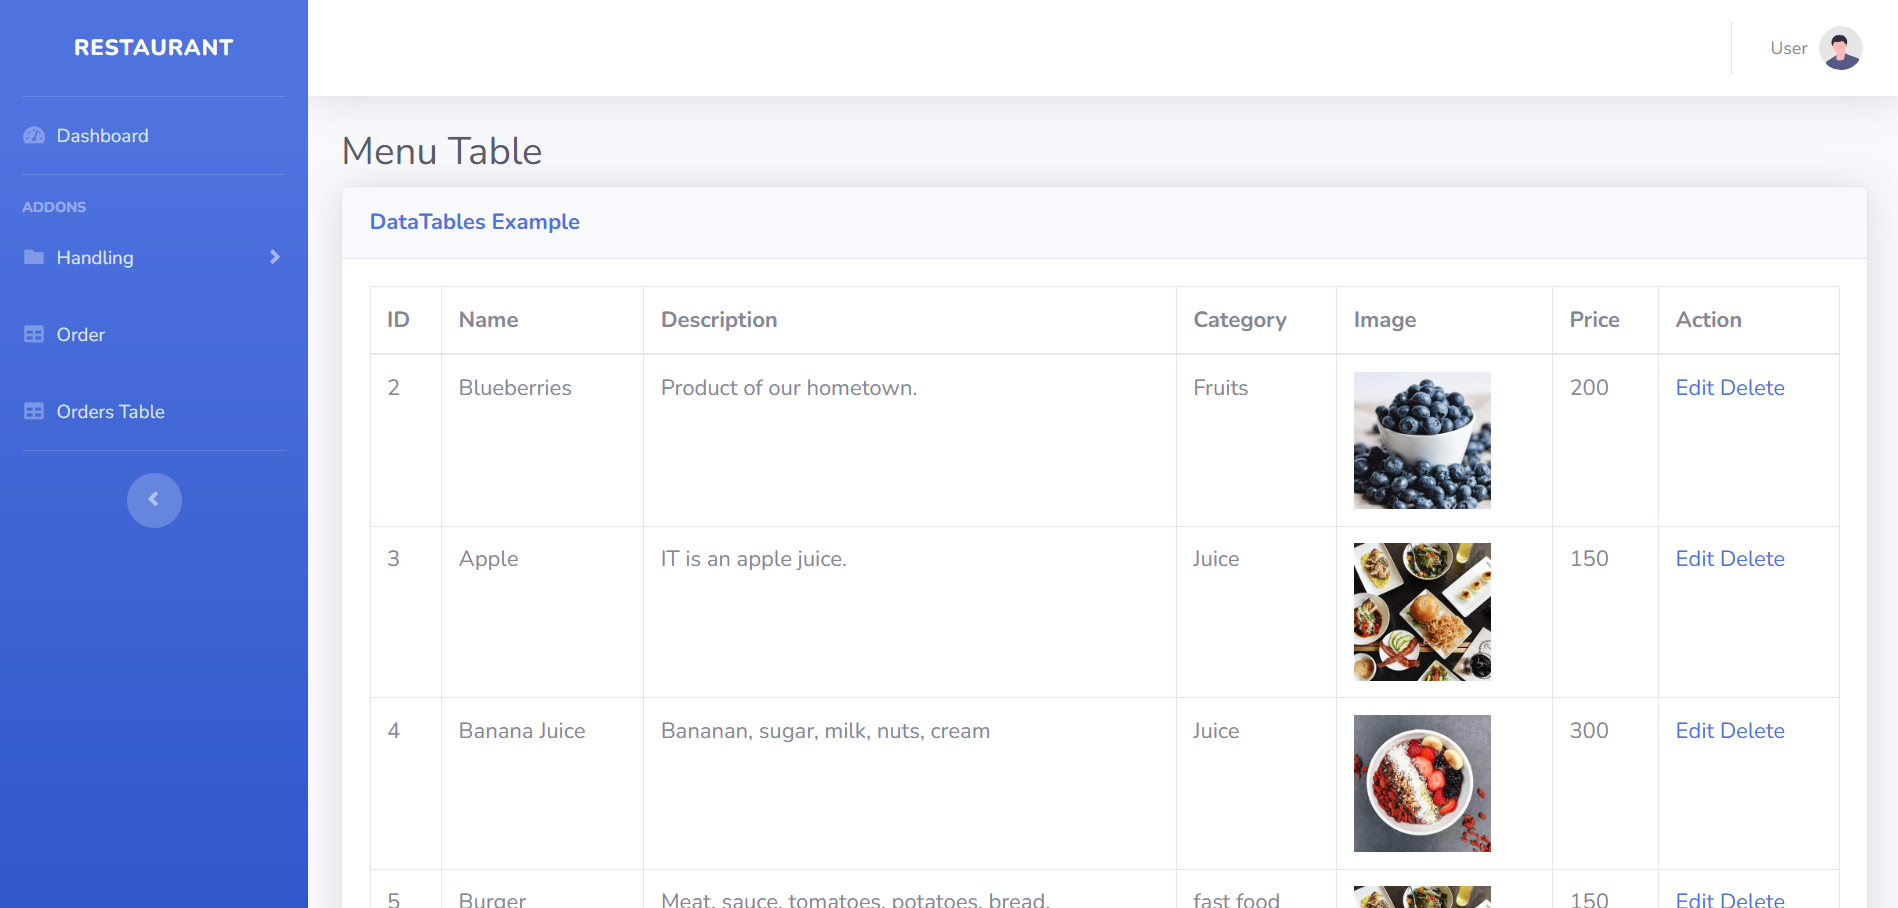 RESTAURANT
User
Dashboard
ADDONS
Handling
Order
Orders Table
Menu Table
DataTables Example
ID Name Description Category Image Price Action
2 Blueberries Product of our hometown. Fruits 200 Edit Delete
3 Apple IT is an apple juice. Juice 150 Edit Delete
4 Banana Juice Bananan, sugar, milk, nuts, cream Juice 300 Edit Delete
5 Burger Meat, sauce, tomatoes, potatoes, bread. fast food 150 Edit Delete